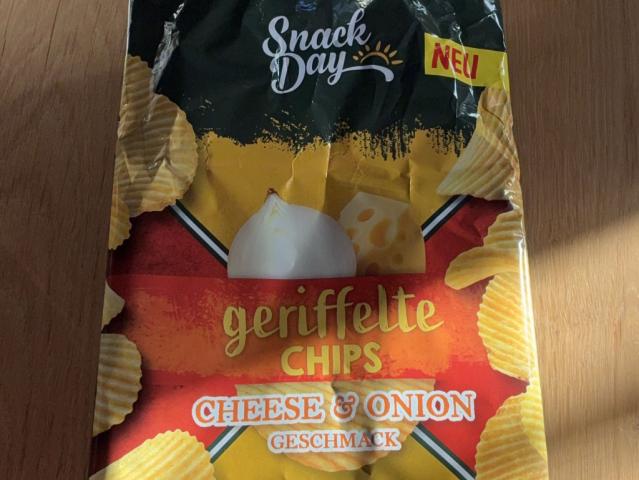 Snack
Day
NEU
geriffelte
CHIPS
CHEESE & ONION
GESCHMACK